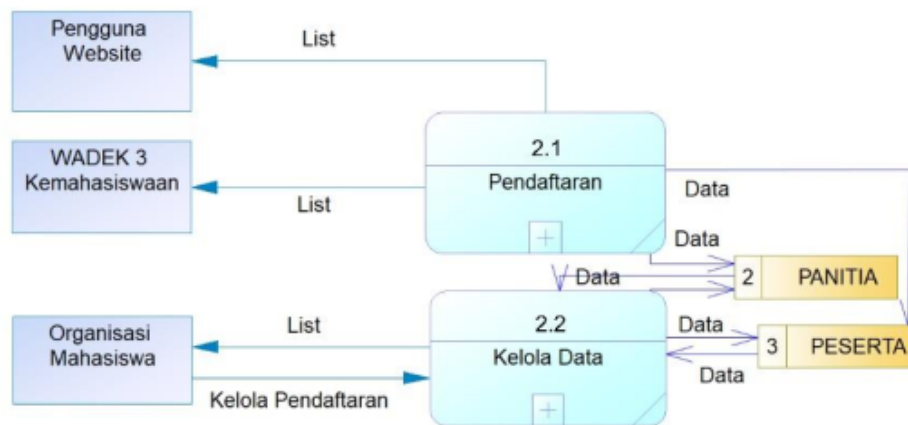 Pengguna
Website
List
2.1
Pendaftaran
WADEK 3
Kemahasiswaan
List
Data
Data
2 PANITIA
Data
Organisasi
Mahasiswa
List
2.2
Kelola Data
Data
3 PESERTA
Data
Kelola Pendaftaran